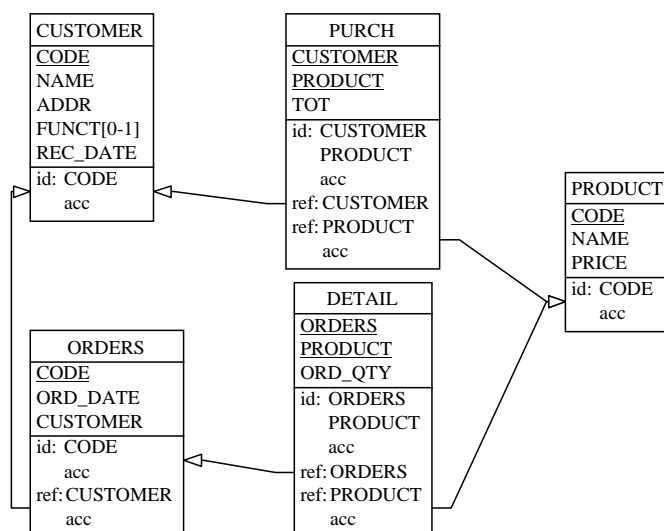 CUSTOMER
CODE
NAME
ADDR
FUNCT[0-1]
REC_DATE
id: CODE
acc
PURCH
CUSTOMER
PRODUCT
TOT
id: CUSTOMER
PRODUCT
acc
ref: CUSTOMER
ref: PRODUCT
acc
PRODUCT
CODE
NAME
PRICE
id: CODE
acc
ORDERS
CODE
ORD_DATE
CUSTOMER
id: CODE
acc
ref: CUSTOMER
acc
DETAIL
ORDERS
PRODUCT
ORD_QTY
id: ORDERS
PRODUCT
acc
ref: ORDERS
ref: PRODUCT
acc